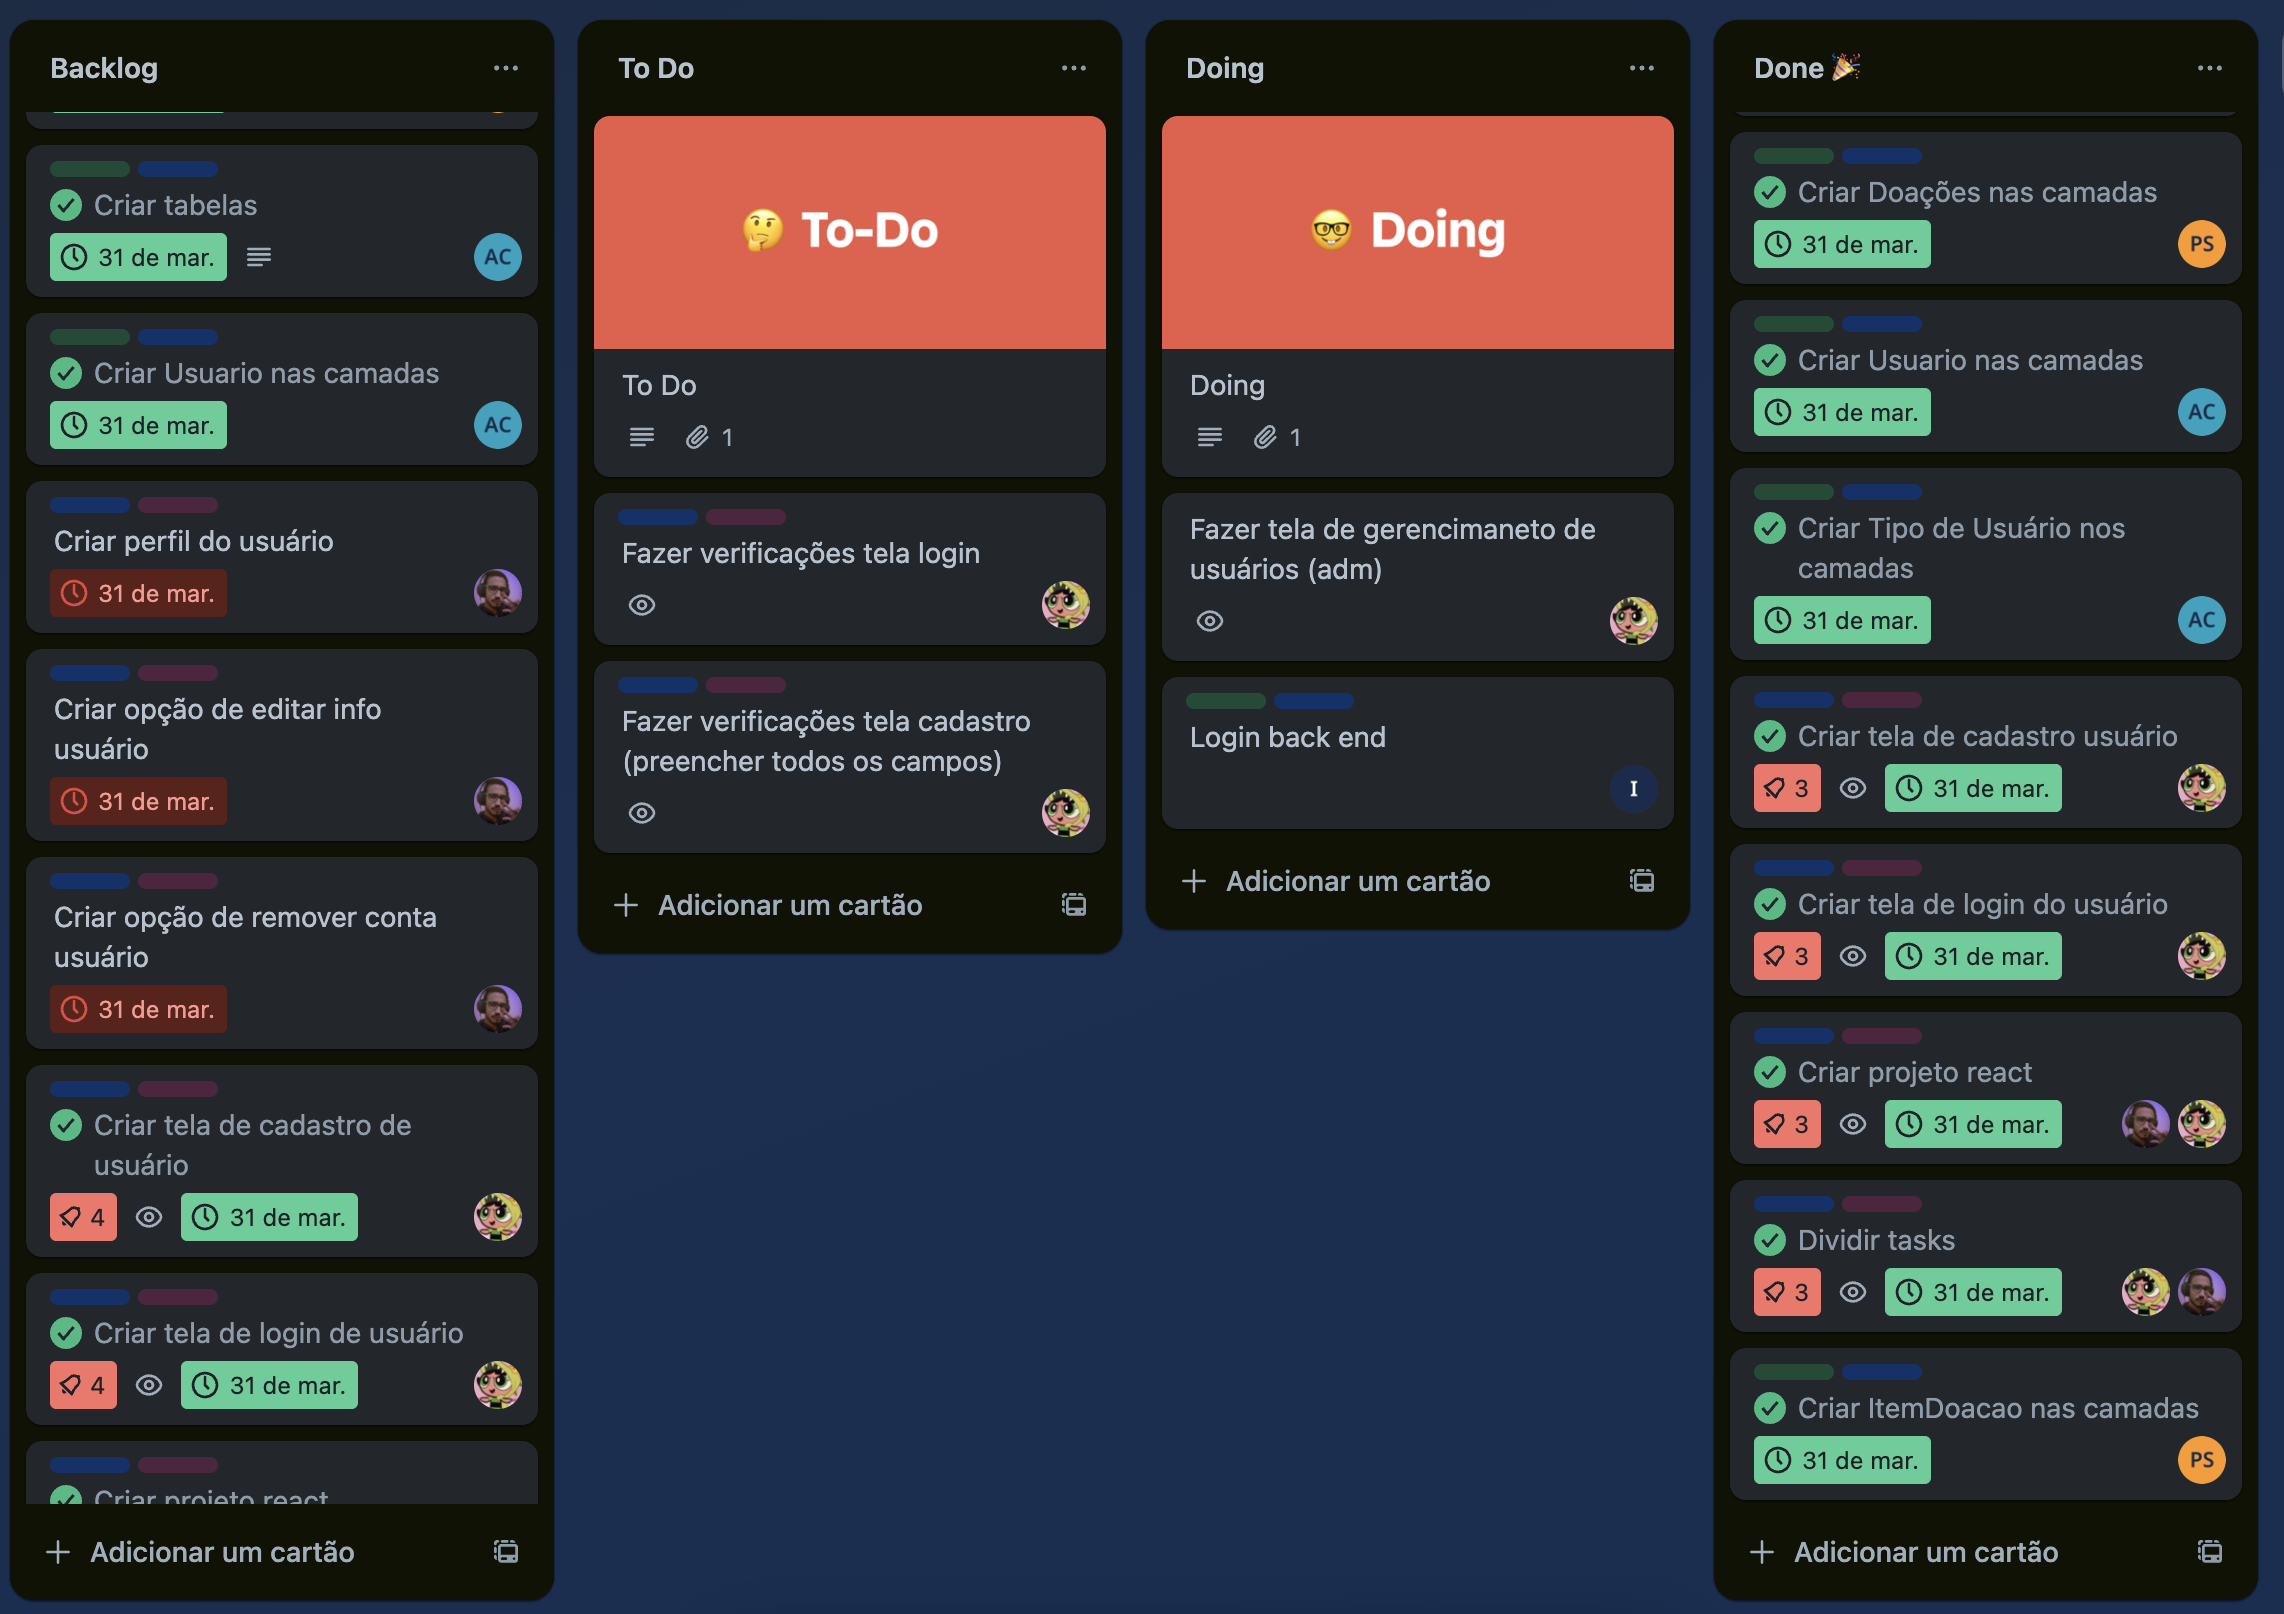 Backlog
Criar tabelas
31 de mar.
AC
Criar Usuario nas camadas
31 de mar.
AC
Criar perfil do usuário
31 de mar.
Criar opção de editar info
usuário
31 de mar.
Criar opção de remover conta
usuário
31 de mar.
Criar tela de cadastro de
usuário
4
31 de mar.
Criar tela de login de usuário
4
31 de mar.
Criar projeto react
Adicionar um cartão
To Do
🤔 To-Do
To Do
1
Fazer verificações tela login
Fazer verificações tela cadastro
(preencher todos os campos)
Adicionar um cartão
Doing
🤓 Doing
Doing
1
Fazer tela de gerencimaneto de
usuários (adm)
Login back end
I
Adicionar um cartão
Done 🎉
Criar Doações nas camadas
31 de mar.
PS
Criar Usuario nas camadas
31 de mar.
AC
Criar Tipo de Usuário nos
camadas
31 de mar.
AC
Criar tela de cadastro usuário
3
31 de mar.
Criar tela de login do usuário
3
31 de mar.
Criar projeto react
3
31 de mar.
Dividir tasks
3
31 de mar.
Criar ItemDoacao nas camadas
31 de mar.
PS
Adicionar um cartão